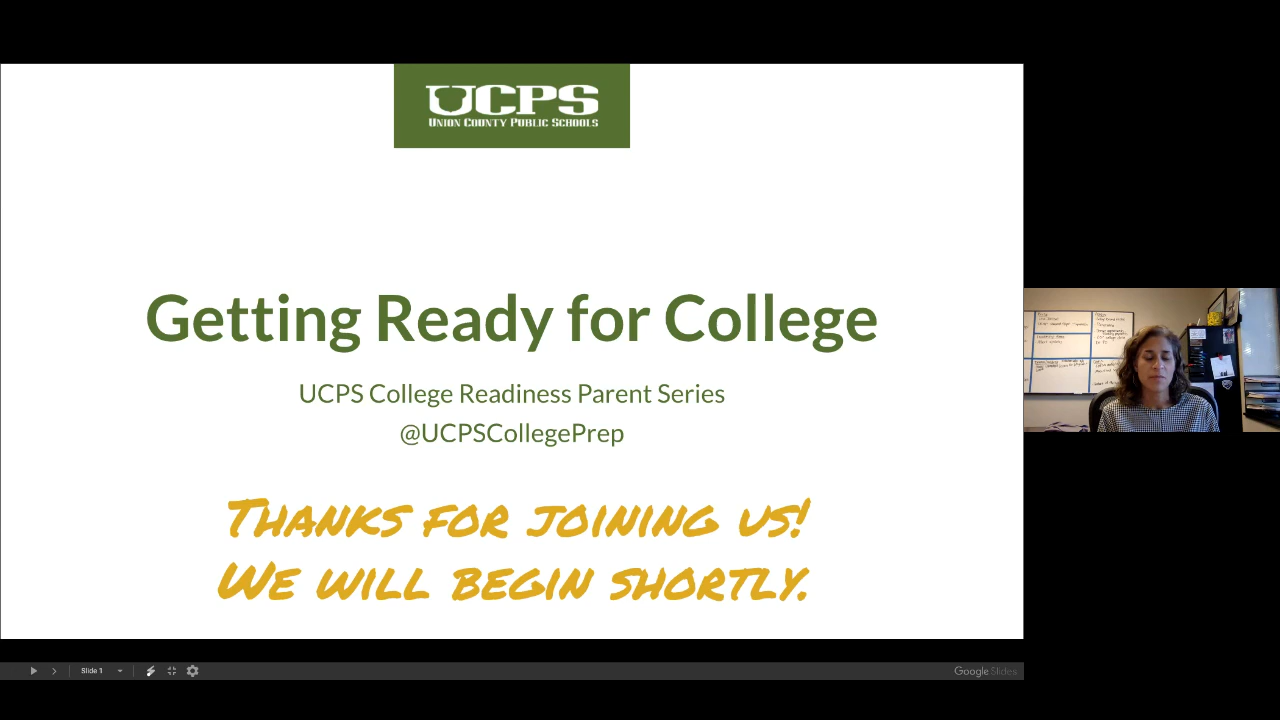 UCPS
UNION COUNTY PUBLIC SCHOOLS
Getting Ready for College
UCPS College Readiness Parent Series
@UCPSCollegePrep
THANKS FOR JOINING US!
WE WILL BEGIN SHORTLY.
Slide 1
Google Slides